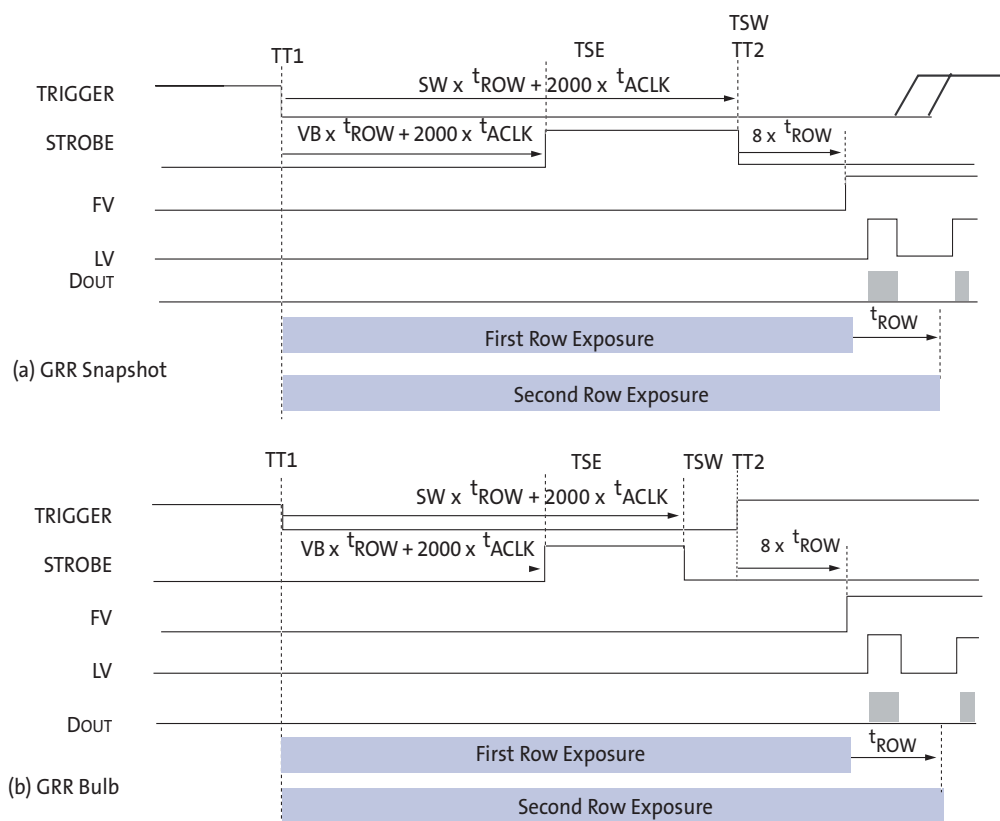 TSW
TT1 TSE TT2
TRIGGER SW x tROW + 2000 x tACLK
STROBE VB x tROW + 2000 x tACLK 8 x tROW
FV
LV
DOUT
First Row Exposure tROW
(a) GRR Snapshot
Second Row Exposure
TT1 TSE TSW TT2
SW x tROW + 2000 x tACLK
TRIGGER
VB x tROW + 2000 x tACLK 8 x tROW
STROBE
FV
LV
DOUT
First Row Exposure tROW
(b) GRR Bulb
Second Row Exposure